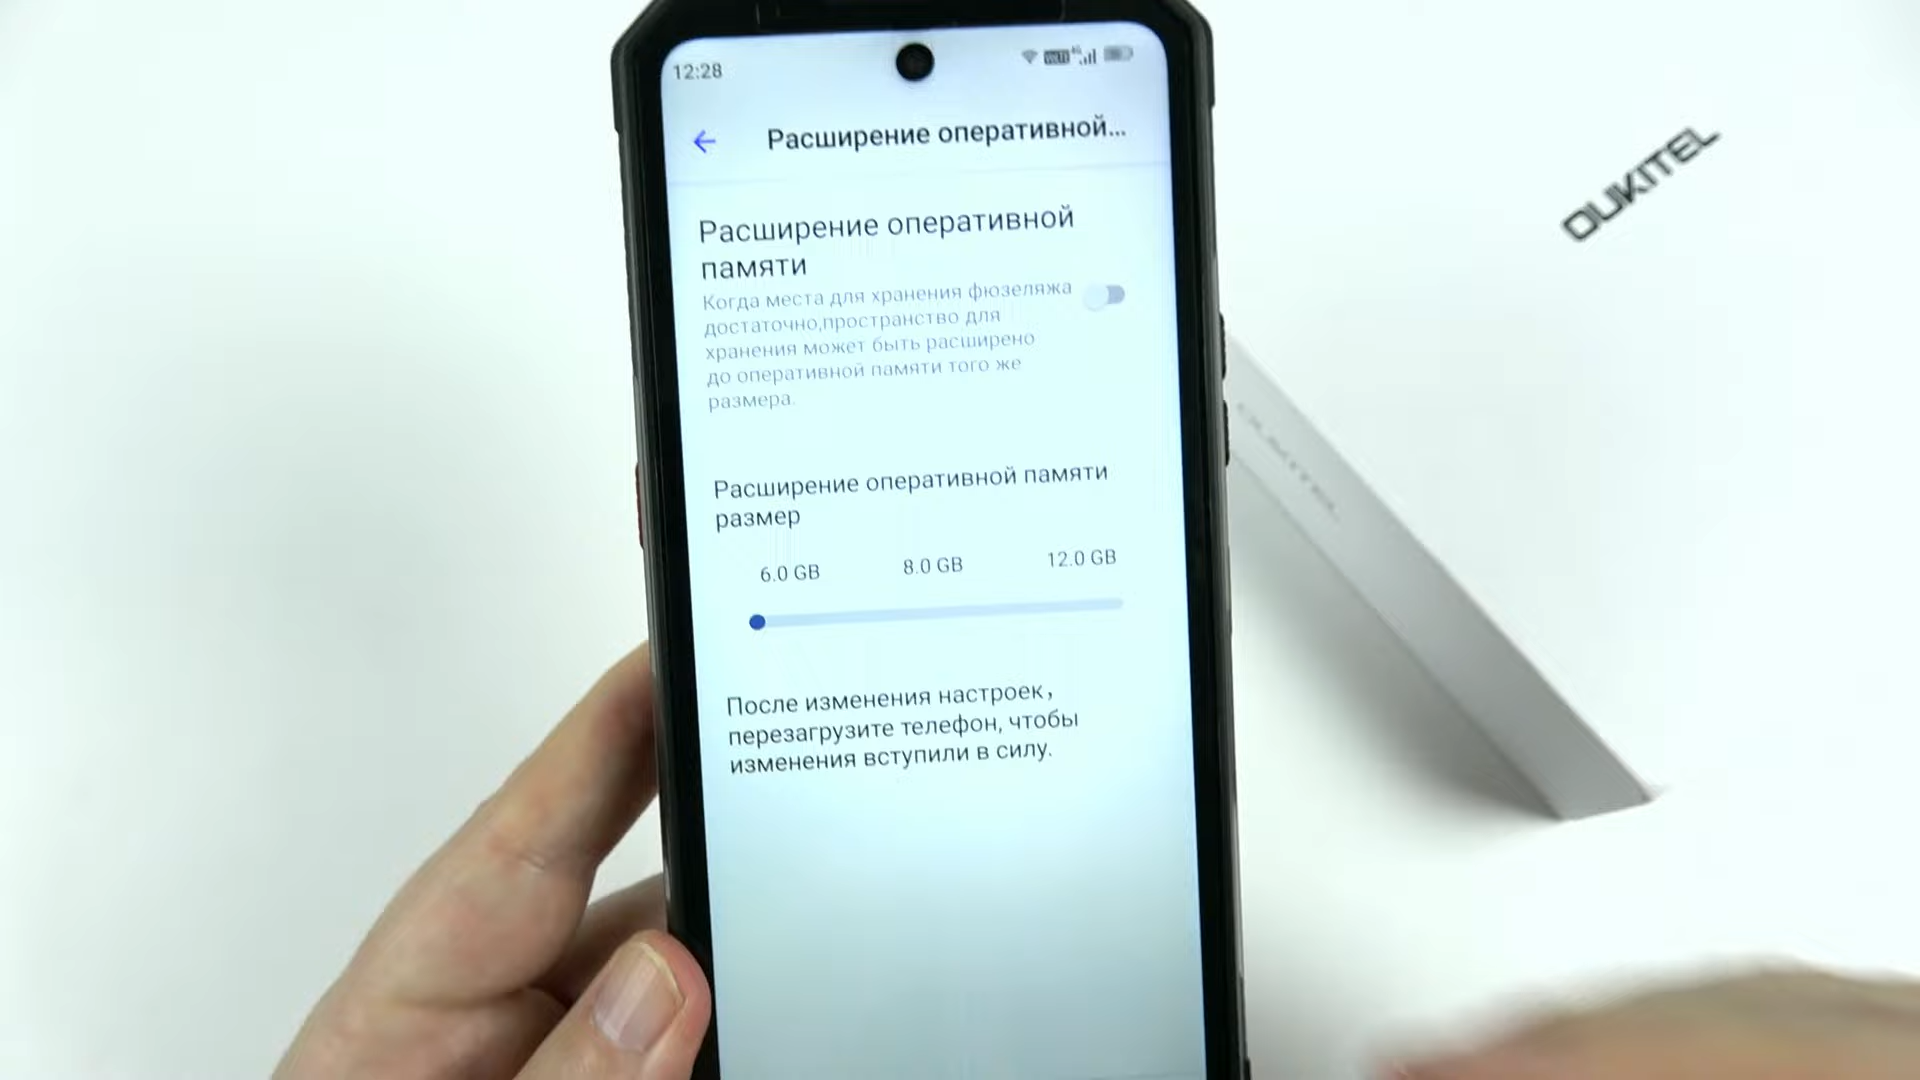 12:28
Расширение оперативной...
OUKITEL
Расширение оперативной
памяти
Когда места для хранения фюзеляжа
достаточно,пространство для
хранения может быть расширено
до оперативной памяти того же
размера.
OUKITEL
Расширение оперативной памяти
размер
6.0 GB 8.0 GB 12.0 GB
После изменения настроек,
перезагрузите телефон, чтобы
изменения вступили в силу.